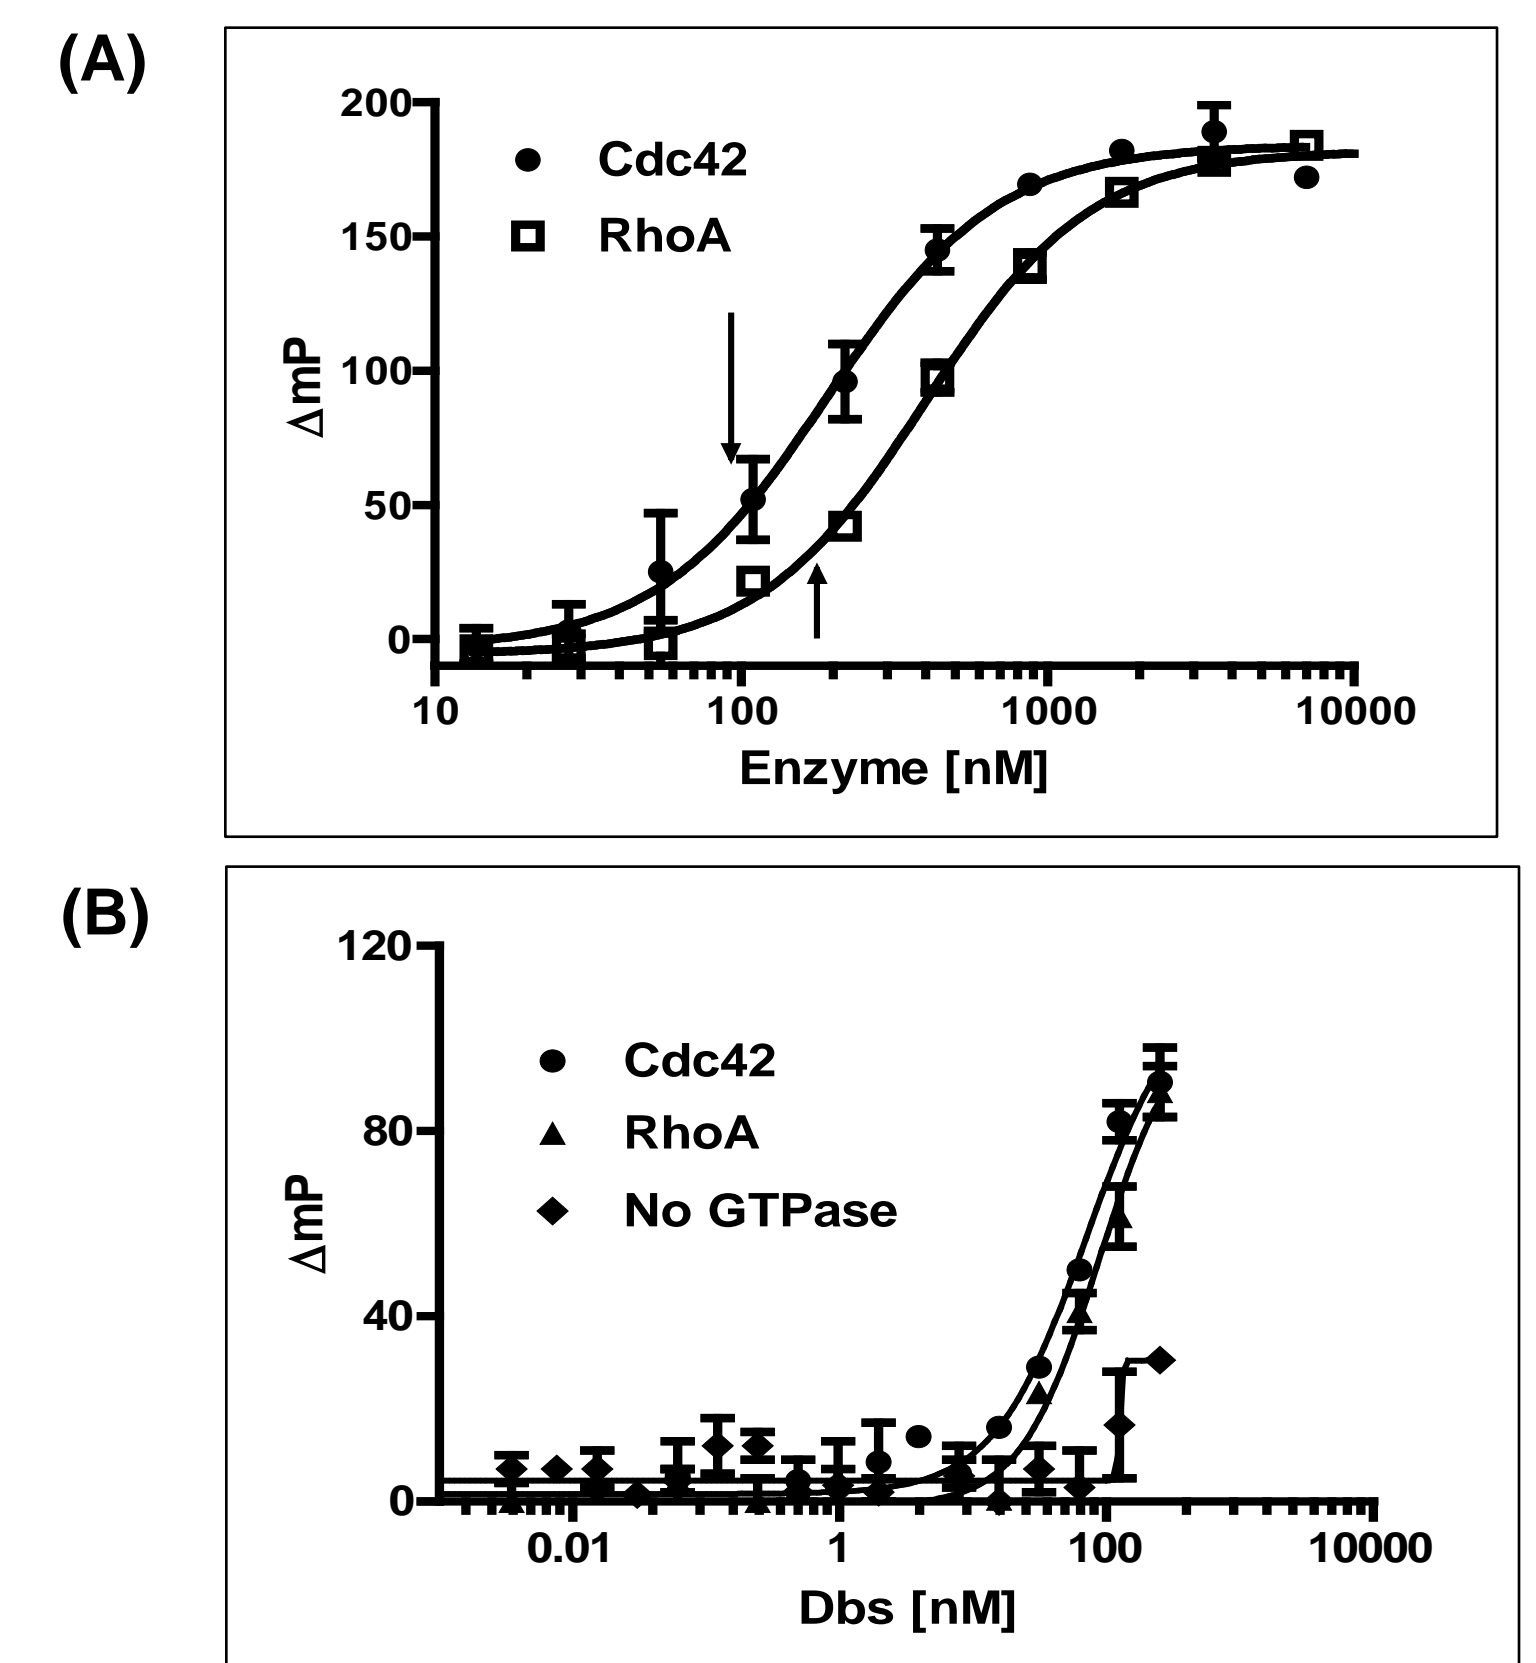 (A)
200
Cdc42
RhoA
150
100
50
0
ΔmP
10 100 1000 10000
Enzyme [nM]
(B)
120
Cdc42
80
RhoA
No GTPase
40
0
ΔmP
0.01 1 100 10000
Dbs [nM]